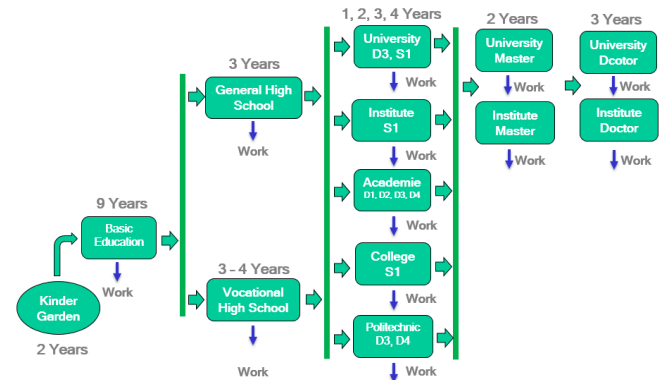 1, 2, 3, 4 Years
2 Years
3 Years
University
D3, S1
Work
University
Master
Work
University
Dcotor
Work
3 Years
General High
School
Work
Institute
S1
Work
Institute
Master
Work
Institute
Doctor
Work
Academie
D1, D2, D3, D4
Work
9 Years
Basic
Education
Work
College
S1
Work
3 – 4 Years
Vocational
High School
Work
Kinder
Garden
2 Years
Politechnic
D3, D4
Work